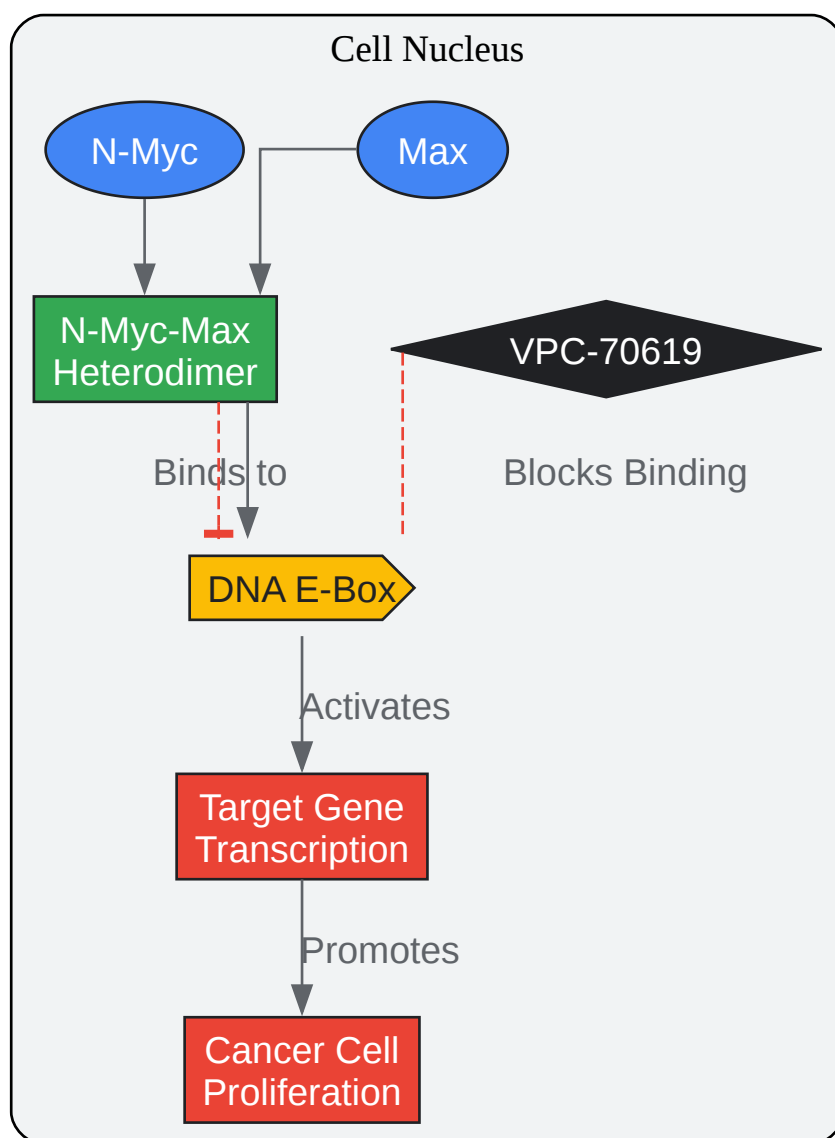 Cell Nucleus
N-Myc
Max
N-Myc-Max
Heterodimer
VPC-70619
Binds to
Blocks Binding
DNA E-Box
Activates
Target Gene
Transcription
Promotes
Cancer Cell
Proliferation